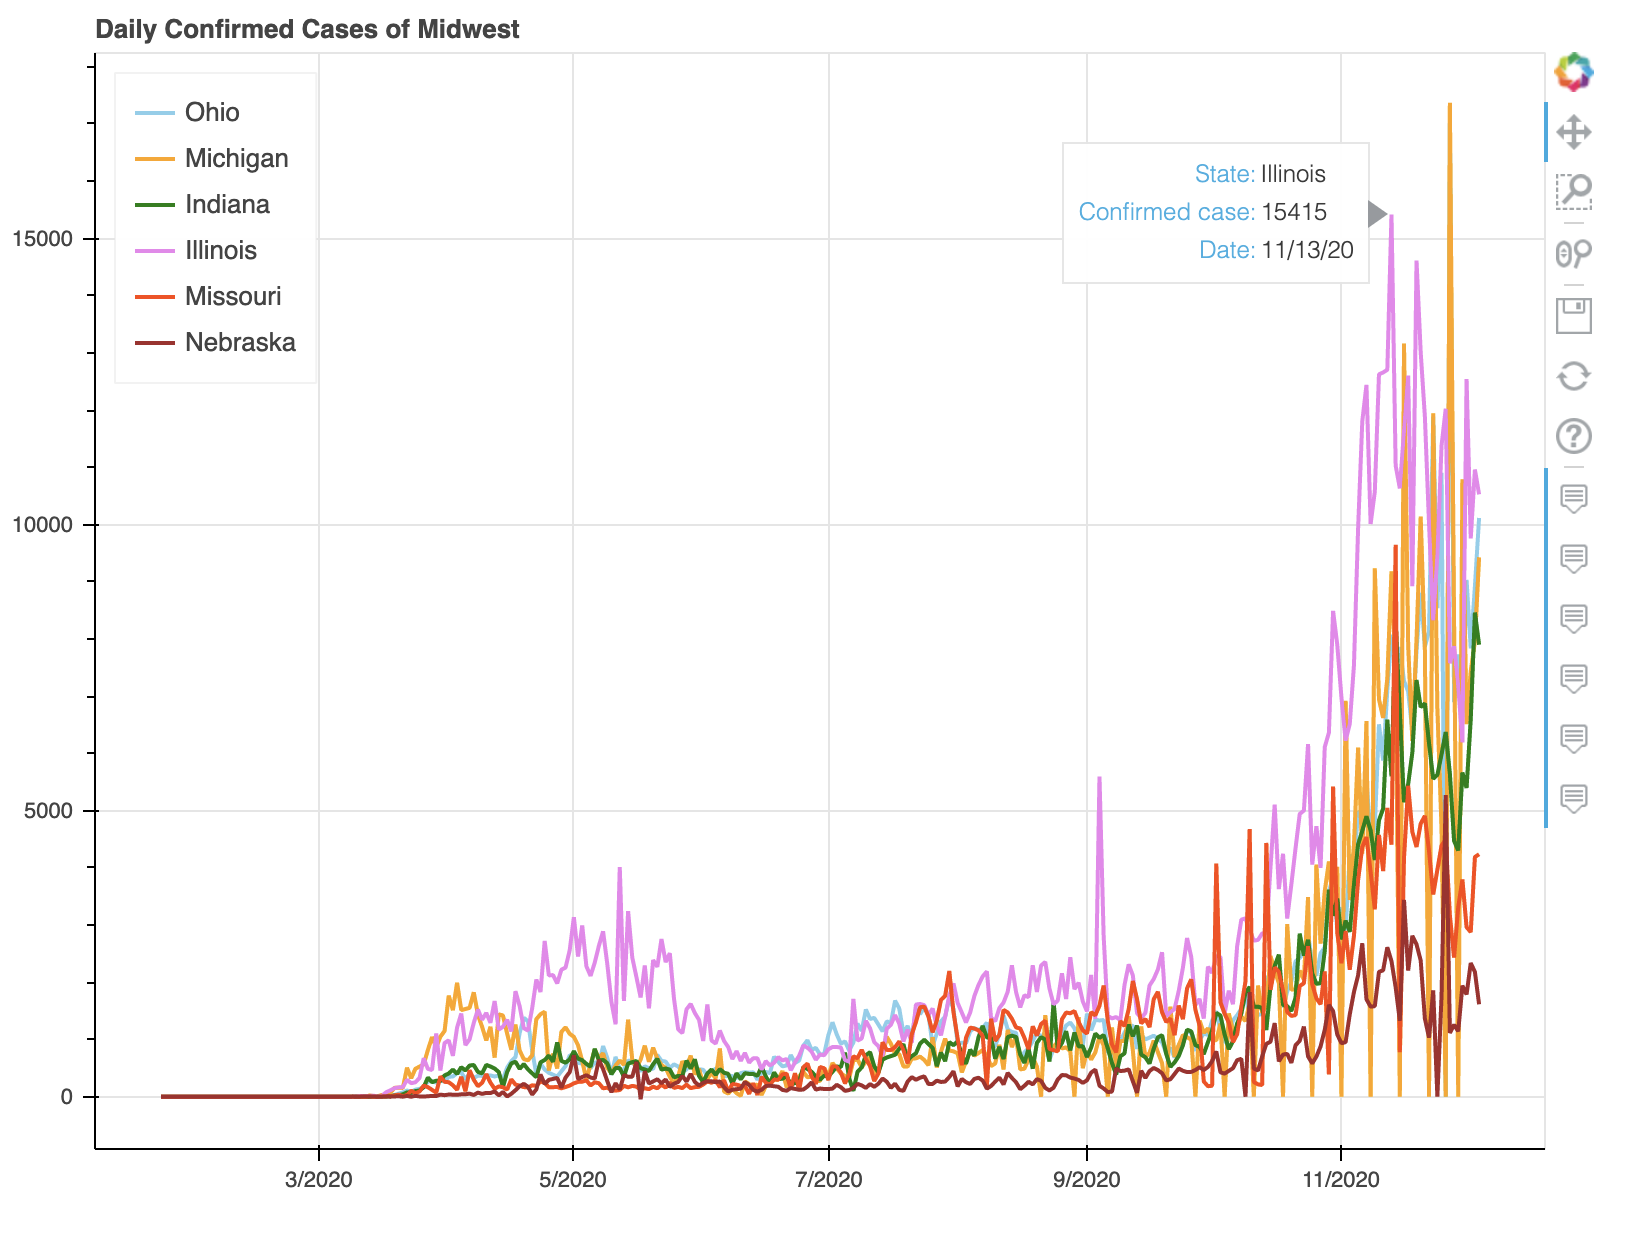 Daily Confirmed Cases of Midwest
Ohio
Michigan
Indiana
Illinois
Missouri
Nebraska
State: Illinois
Confirmed case: 15415
Date: 11/13/20
15000
10000
5000
0
3/2020
5/2020
7/2020
9/2020
11/2020
?